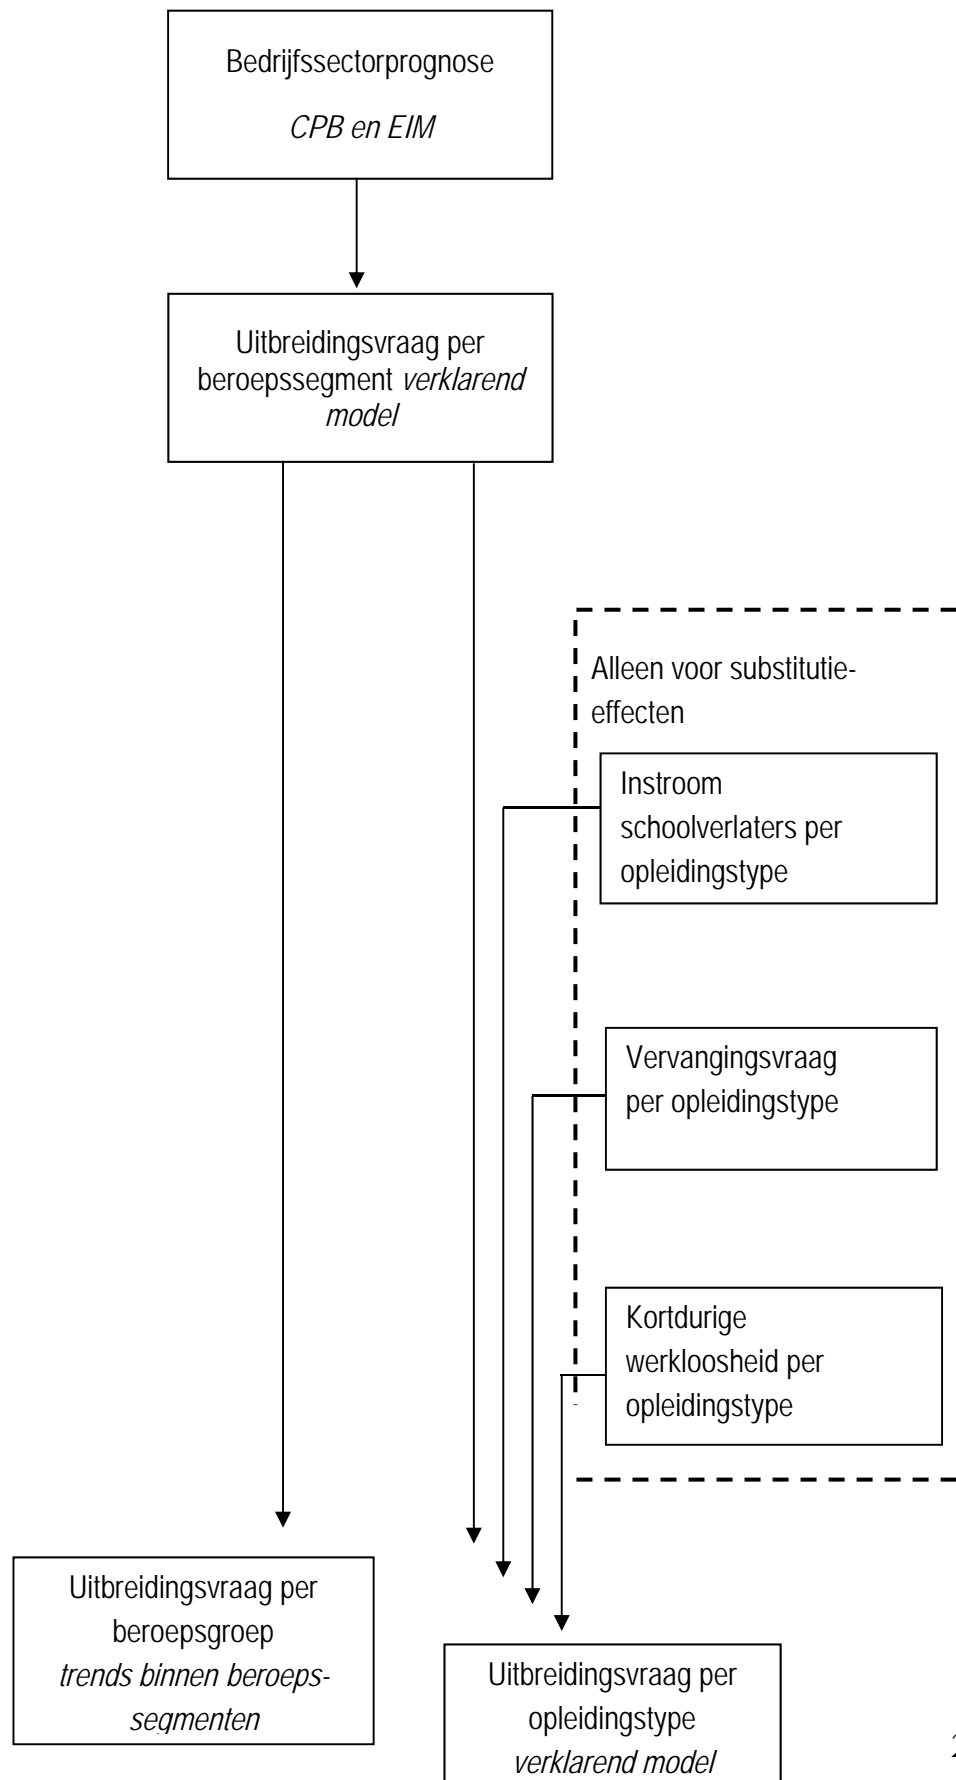 Bedrijfssectorprognose
CPB en EIM
Uitbreidingsvraag per
beroepssegment verklarend
model
Alleen voor substitutie-
effecten
Instroom
schoolverlaters per
opleidingstype
Vervangingsvraag
per opleidingstype
Kortdurige
werkloosheid per
opleidingstype
Uitbreidingsvraag per
beroepsgroep
trends binnen beroeps-
segmenten
Uitbreidingsvraag per
opleidingstype
verklarend model